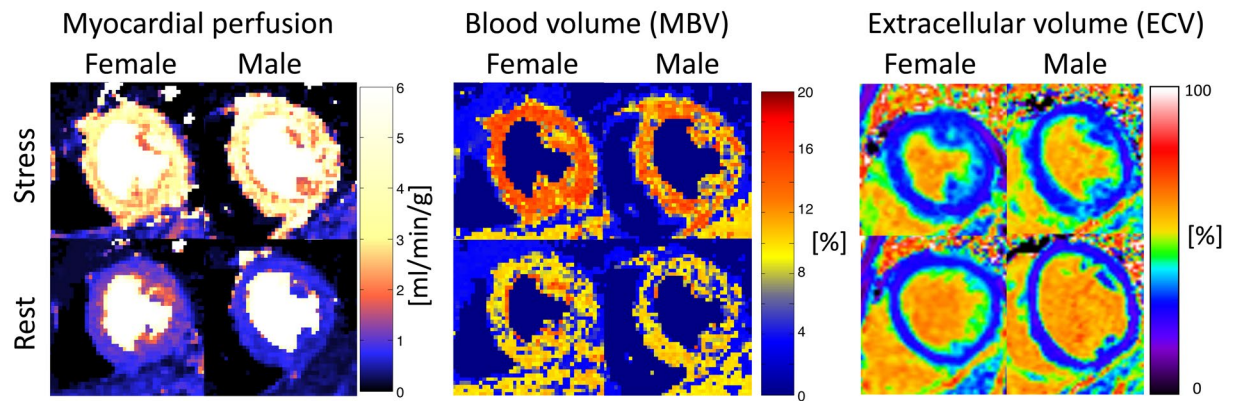 Myocardial perfusion
Female Male
Stress
Rest
6
5
4
3
2
1
0
[ml/min/g]
Blood volume (MBV)
Female Male
20
16
12
8
4
0
[%]
Extracellular volume (ECV)
Female Male
100
0
[%]